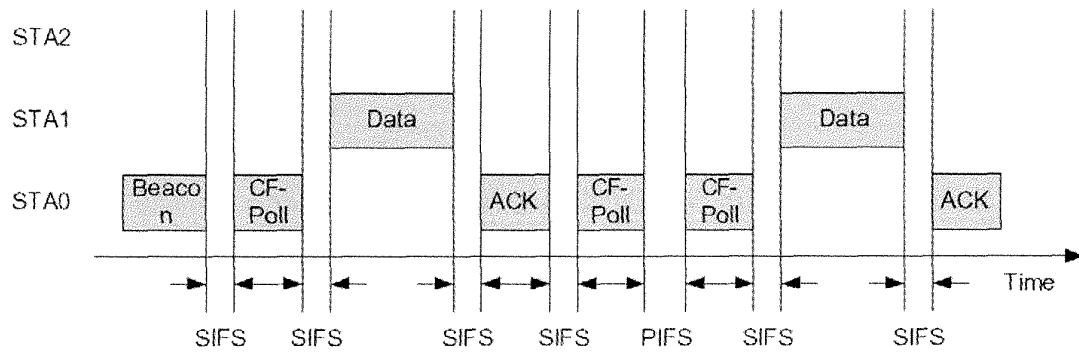 STA2
STA1
Data
Data
STA0
Beaco
n
CF-
Poll
ACK
CF-
Poll
CF-
Poll
ACK
Time
SIFS
SIFS
SIFS
SIFS
PIFS
SIFS
SIFS